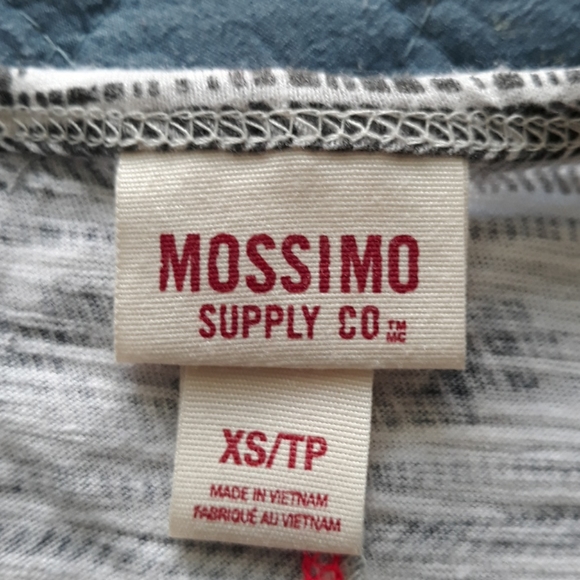 MOSSIMO
SUPPLY CO TM
MC
XS/TP
MADE IN VIETNAM
FABRIQUÉ AU VIETNAM